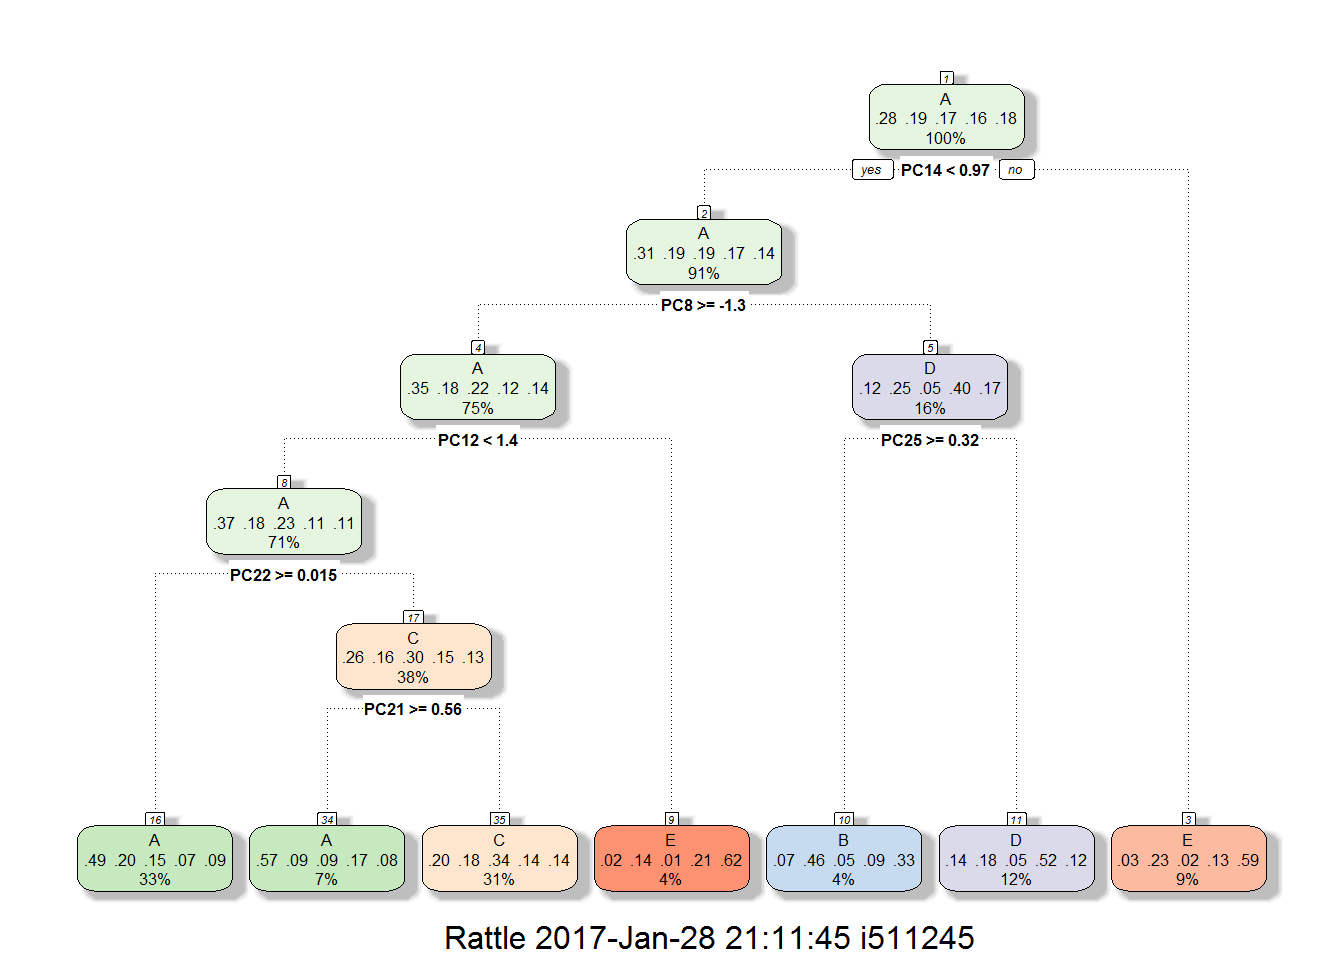 1
A
.28 .19 .17 .16 .18
100%
yes PC14 < 0.97 no
2
A
.31 .19 .19 .17 .14
91%
PC8 >= -1.3
4
A
.35 .18 .22 .12 .14
75%
5
D
.12 .25 .05 .40 .17
16%
PC12 < 1.4
PC25 >= 0.32
8
A
.37 .18 .23 .11 .11
71%
PC22 >= 0.015
17
C
.26 .16 .30 .15 .13
38%
PC21 >= 0.56
16
A
.49 .20 .15 .07 .09
33%
34
A
.57 .09 .09 .17 .08
7%
35
C
.20 .18 .34 .14 .14
31%
9
E
.02 .14 .01 .21 .62
4%
10
B
.07 .46 .05 .09 .33
4%
11
D
.14 .18 .05 .52 .12
12%
3
E
.03 .23 .02 .13 .59
9%
Rattle 2017-Jan-28 21:11:45 i511245